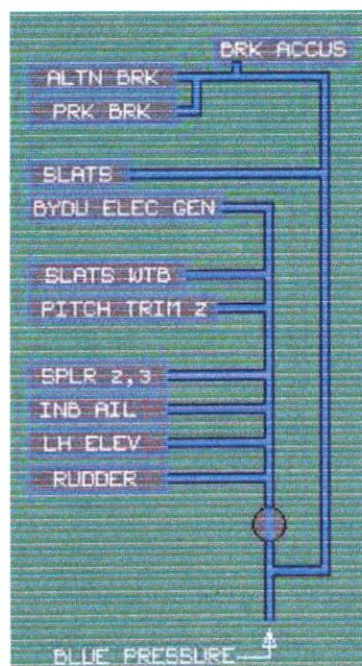 BRK ACCUS
ALTN BRK
PRK BRK
SLATS
BYDU ELEC GEN
SLATS WTB
PITCH TRIM 2
SPLR 2,3
INB AIL
LH ELEV
RUDDER
BLUE PRESSURE